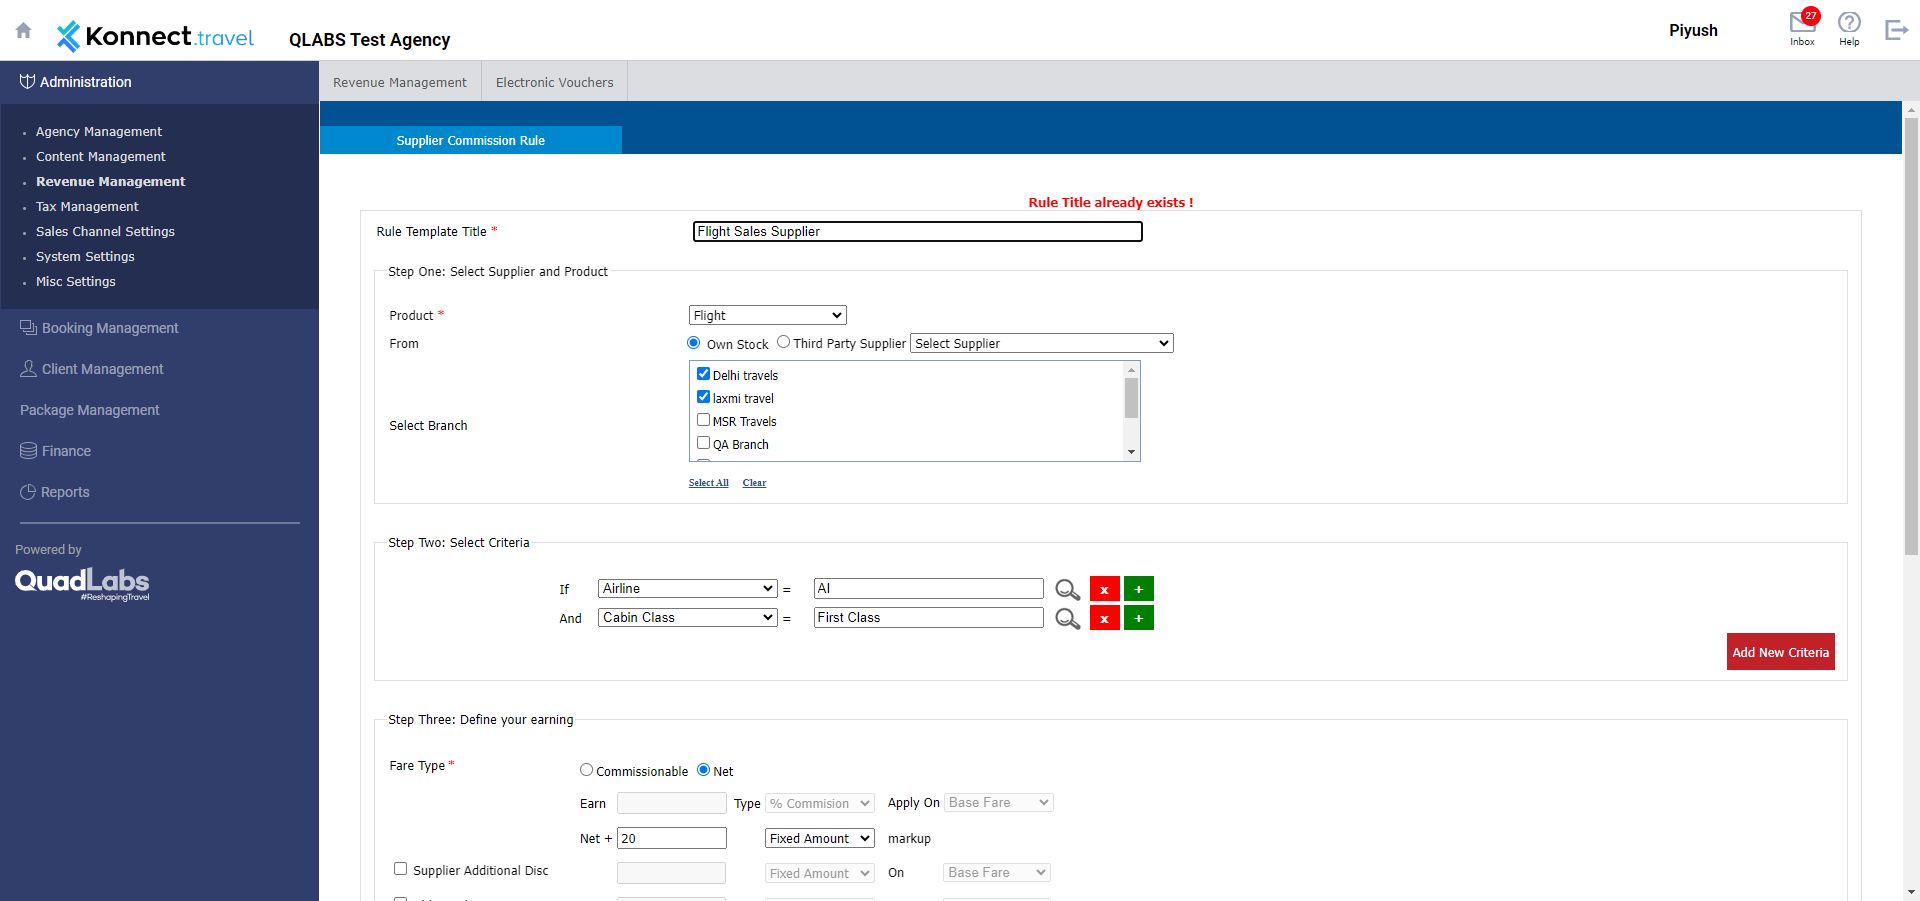 Konnect.travel
QLABS Test Agency
Piyush
27
Inbox
Help
Administration
Agency Management
Content Management
Revenue Management
Tax Management
Sales Channel Settings
System Settings
Misc Settings
Booking Management
Client Management
Package Management
Finance
Reports
Powered by
QuadLabs
#ReshapingTravel
Revenue Management
Electronic Vouchers
Supplier Commission Rule
Rule Title already exists !
Rule Template Title *
Flight Sales Supplier
Step One: Select Supplier and Product
Product *
Flight
From
Own Stock
Third Party Supplier
Select Supplier
Select Branch
Delhi travels
laxmi travel
MSR Travels
QA Branch
Select All
Clear
Step Two: Select Criteria
If Airline = AI x +
And Cabin Class = First Class x +
Add New Criteria
Step Three: Define your earning
Fare Type *
Commissionable
Net
Earn Type % Commision Apply On Base Fare
Net + 20 Fixed Amount markup
Supplier Additional Disc Fixed Amount On Base Fare